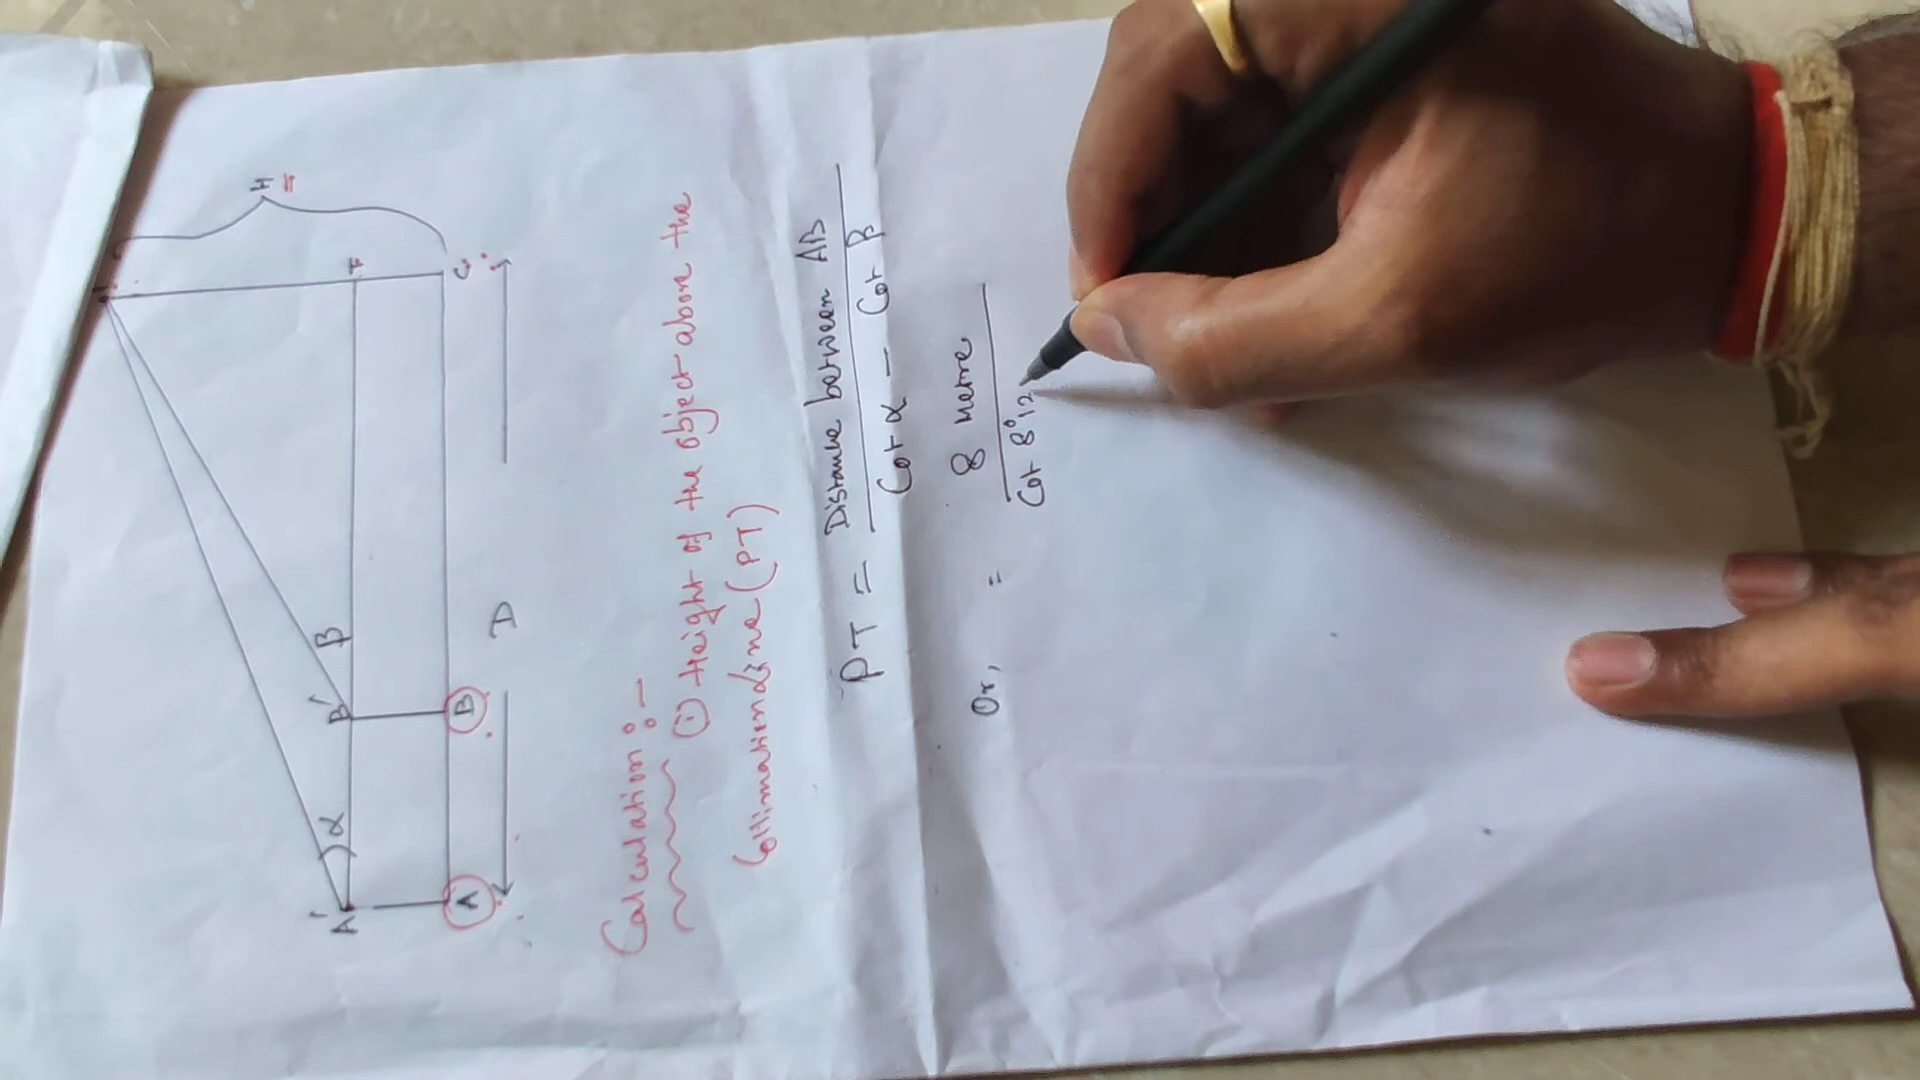 H =
T
C
A' α B' β
A B
D
Calculation :-
(i) Height of the object above the
Collimation Line (PT)
PT = Distance between AB / Cot α - Cot β
Or, = 8 metre / Cot 8°12